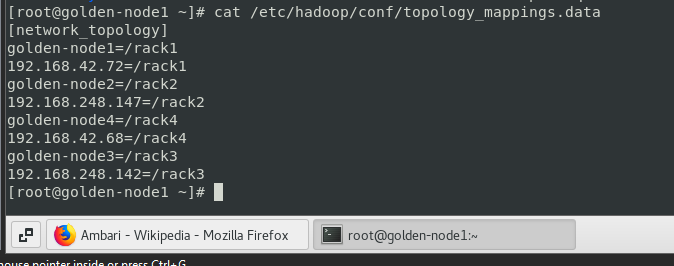 [root@golden-node1 ~]# cat /etc/hadoop/conf/topology_mappings.data
[network_topology]
golden-node1=/rack1
192.168.42.72=/rack1
golden-node2=/rack2
192.168.248.147=/rack2
golden-node4=/rack4
192.168.42.68=/rack4
golden-node3=/rack3
192.168.248.142=/rack3
[root@golden-node1 ~]#
Ambari - Wikipedia - Mozilla Firefox
root@golden-node1:~
mouse pointer inside or press Ctrl+G